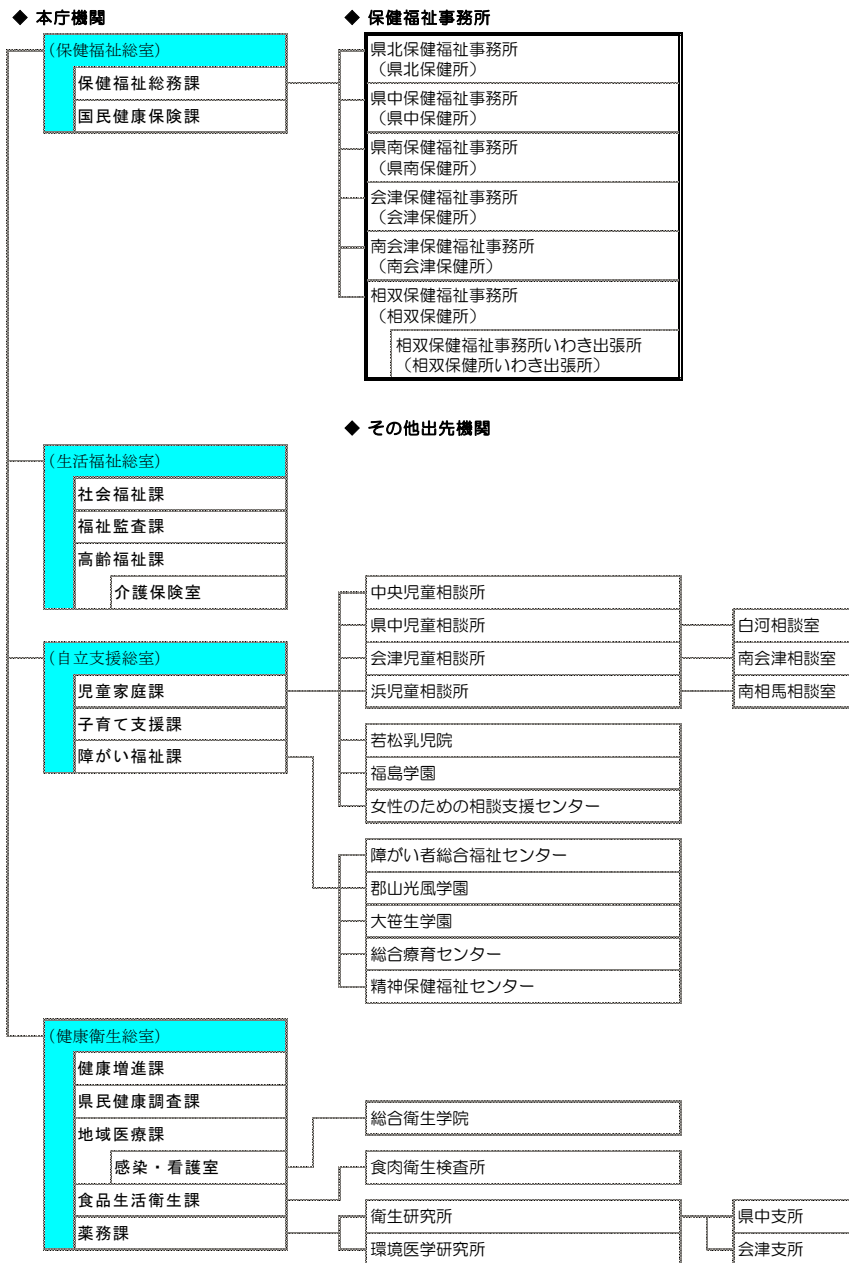 ◆ 本庁機関
◆ 保健福祉事務所
(保健福祉総室)
保健福祉総務課
国民健康保険課
県北保健福祉事務所
（県北保健所）
県中保健福祉事務所
（県中保健所）
県南保健福祉事務所
（県南保健所）
会津保健福祉事務所
（会津保健所）
南会津保健福祉事務所
（南会津保健所）
相双保健福祉事務所
（相双保健所）
相双保健福祉事務所いわき出張所
（相双保健所いわき出張所）
◆ その他出先機関
(生活福祉総室)
社会福祉課
福祉監査課
高齢福祉課
介護保険室
(自立支援総室)
児童家庭課
子育て支援課
障がい福祉課
中央児童相談所
県中児童相談所
白河相談室
会津児童相談所
南会津相談室
浜児童相談所
南相馬相談室
若松乳児院
福島学園
女性のための相談支援センター
障がい者総合福祉センター
郡山光風学園
大笹生学園
総合療育センター
精神保健福祉センター
(健康衛生総室)
健康増進課
県民健康調査課
地域医療課
感染・看護室
食品生活衛生課
薬務課
総合衛生学院
食肉衛生検査所
衛生研究所
県中支所
環境医学研究所
会津支所